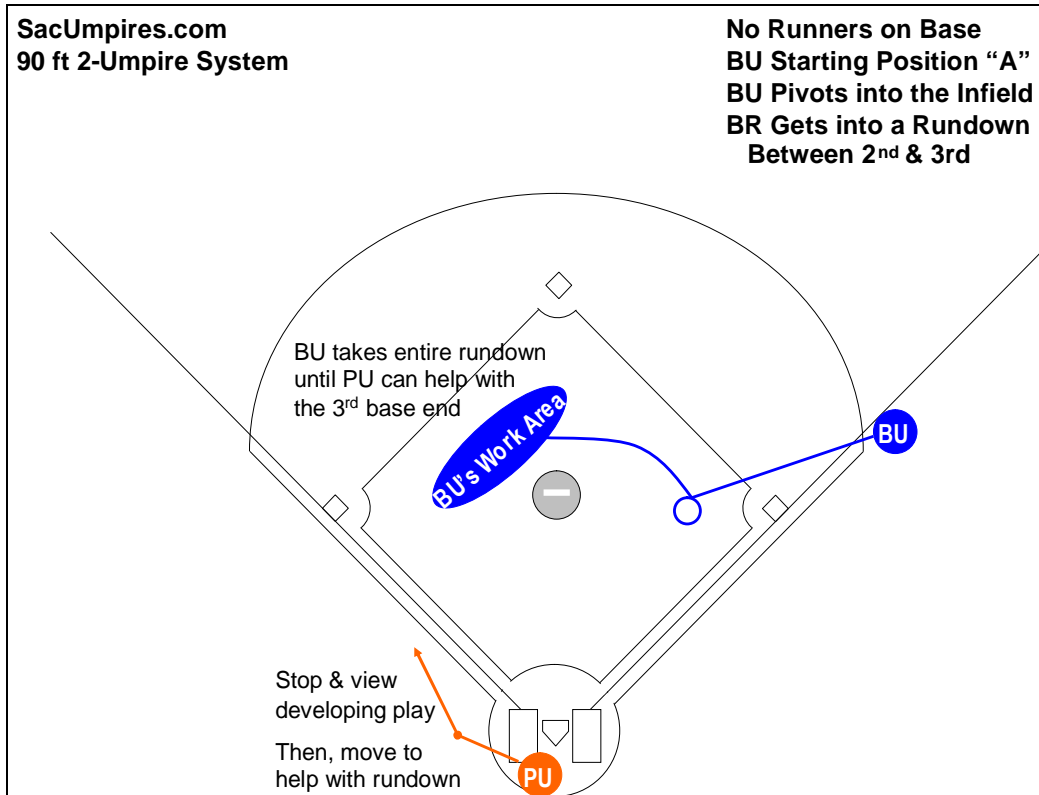 SacUmpires.com
90 ft 2-Umpire System
No Runners on Base
BU Starting Position “A”
BU Pivots into the Infield
BR Gets into a Rundown
Between 2nd & 3rd
BU takes entire rundown
until PU can help with
the 3rd base end
BU's Work Area
BU
Stop & view
developing play
Then, move to
help with rundown
PU